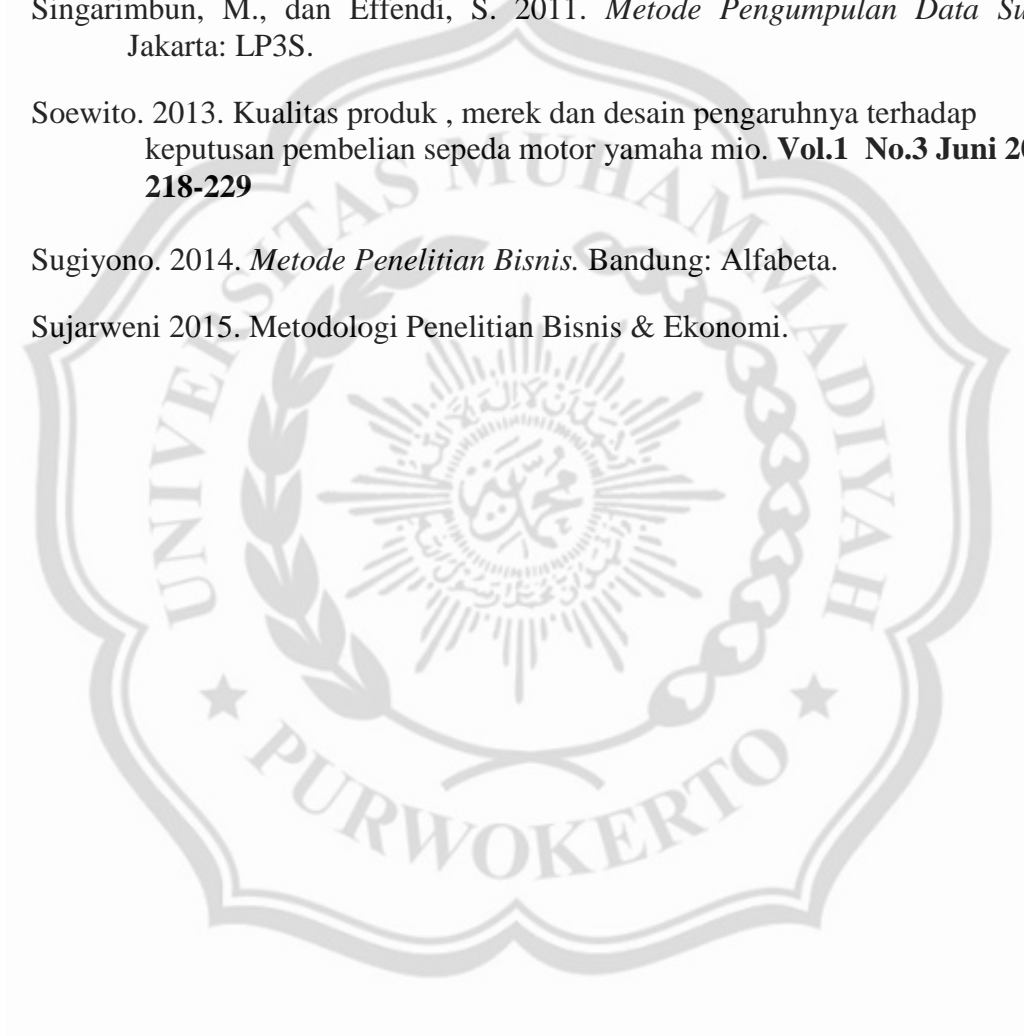 Singarimbun, M., dan Effendi, S. 2011. Metode Pengumpulan Data
Jakarta: LP3S.
Soewito. 2013. Kualitas produk , merek dan desain pengaruhnya terhadap
keputusan pembelian sepeda motor yamaha mio. Vol.1 No.3 Juni
218-229
Sugiyono. 2014. Metode Penelitian Bisnis. Bandung: Alfabeta.
Sujarweni 2015. Metodologi Penelitian Bisnis & Ekonomi.
UNIVERSITAS MUHAMMADIYAH
PURWOKERTO